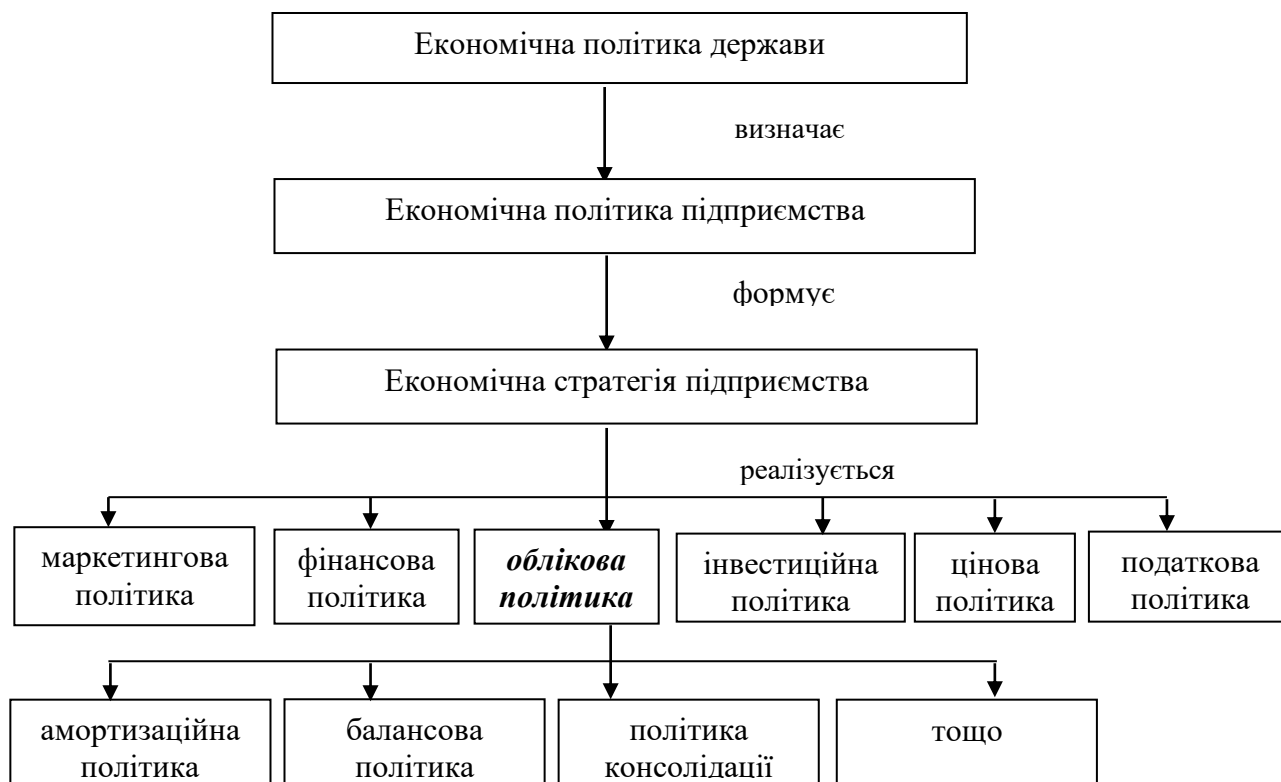 Економічна політика держави
визначає
Економічна політика підприємства
формує
Економічна стратегія підприємства
реалізується
маркетингова
політика
фінансова
політика
облікова
політика
інвестиційна
політика
цінова
політика
податкова
політика
амортизаційна
політика
балансова
політика
політика
консолідації
тощо